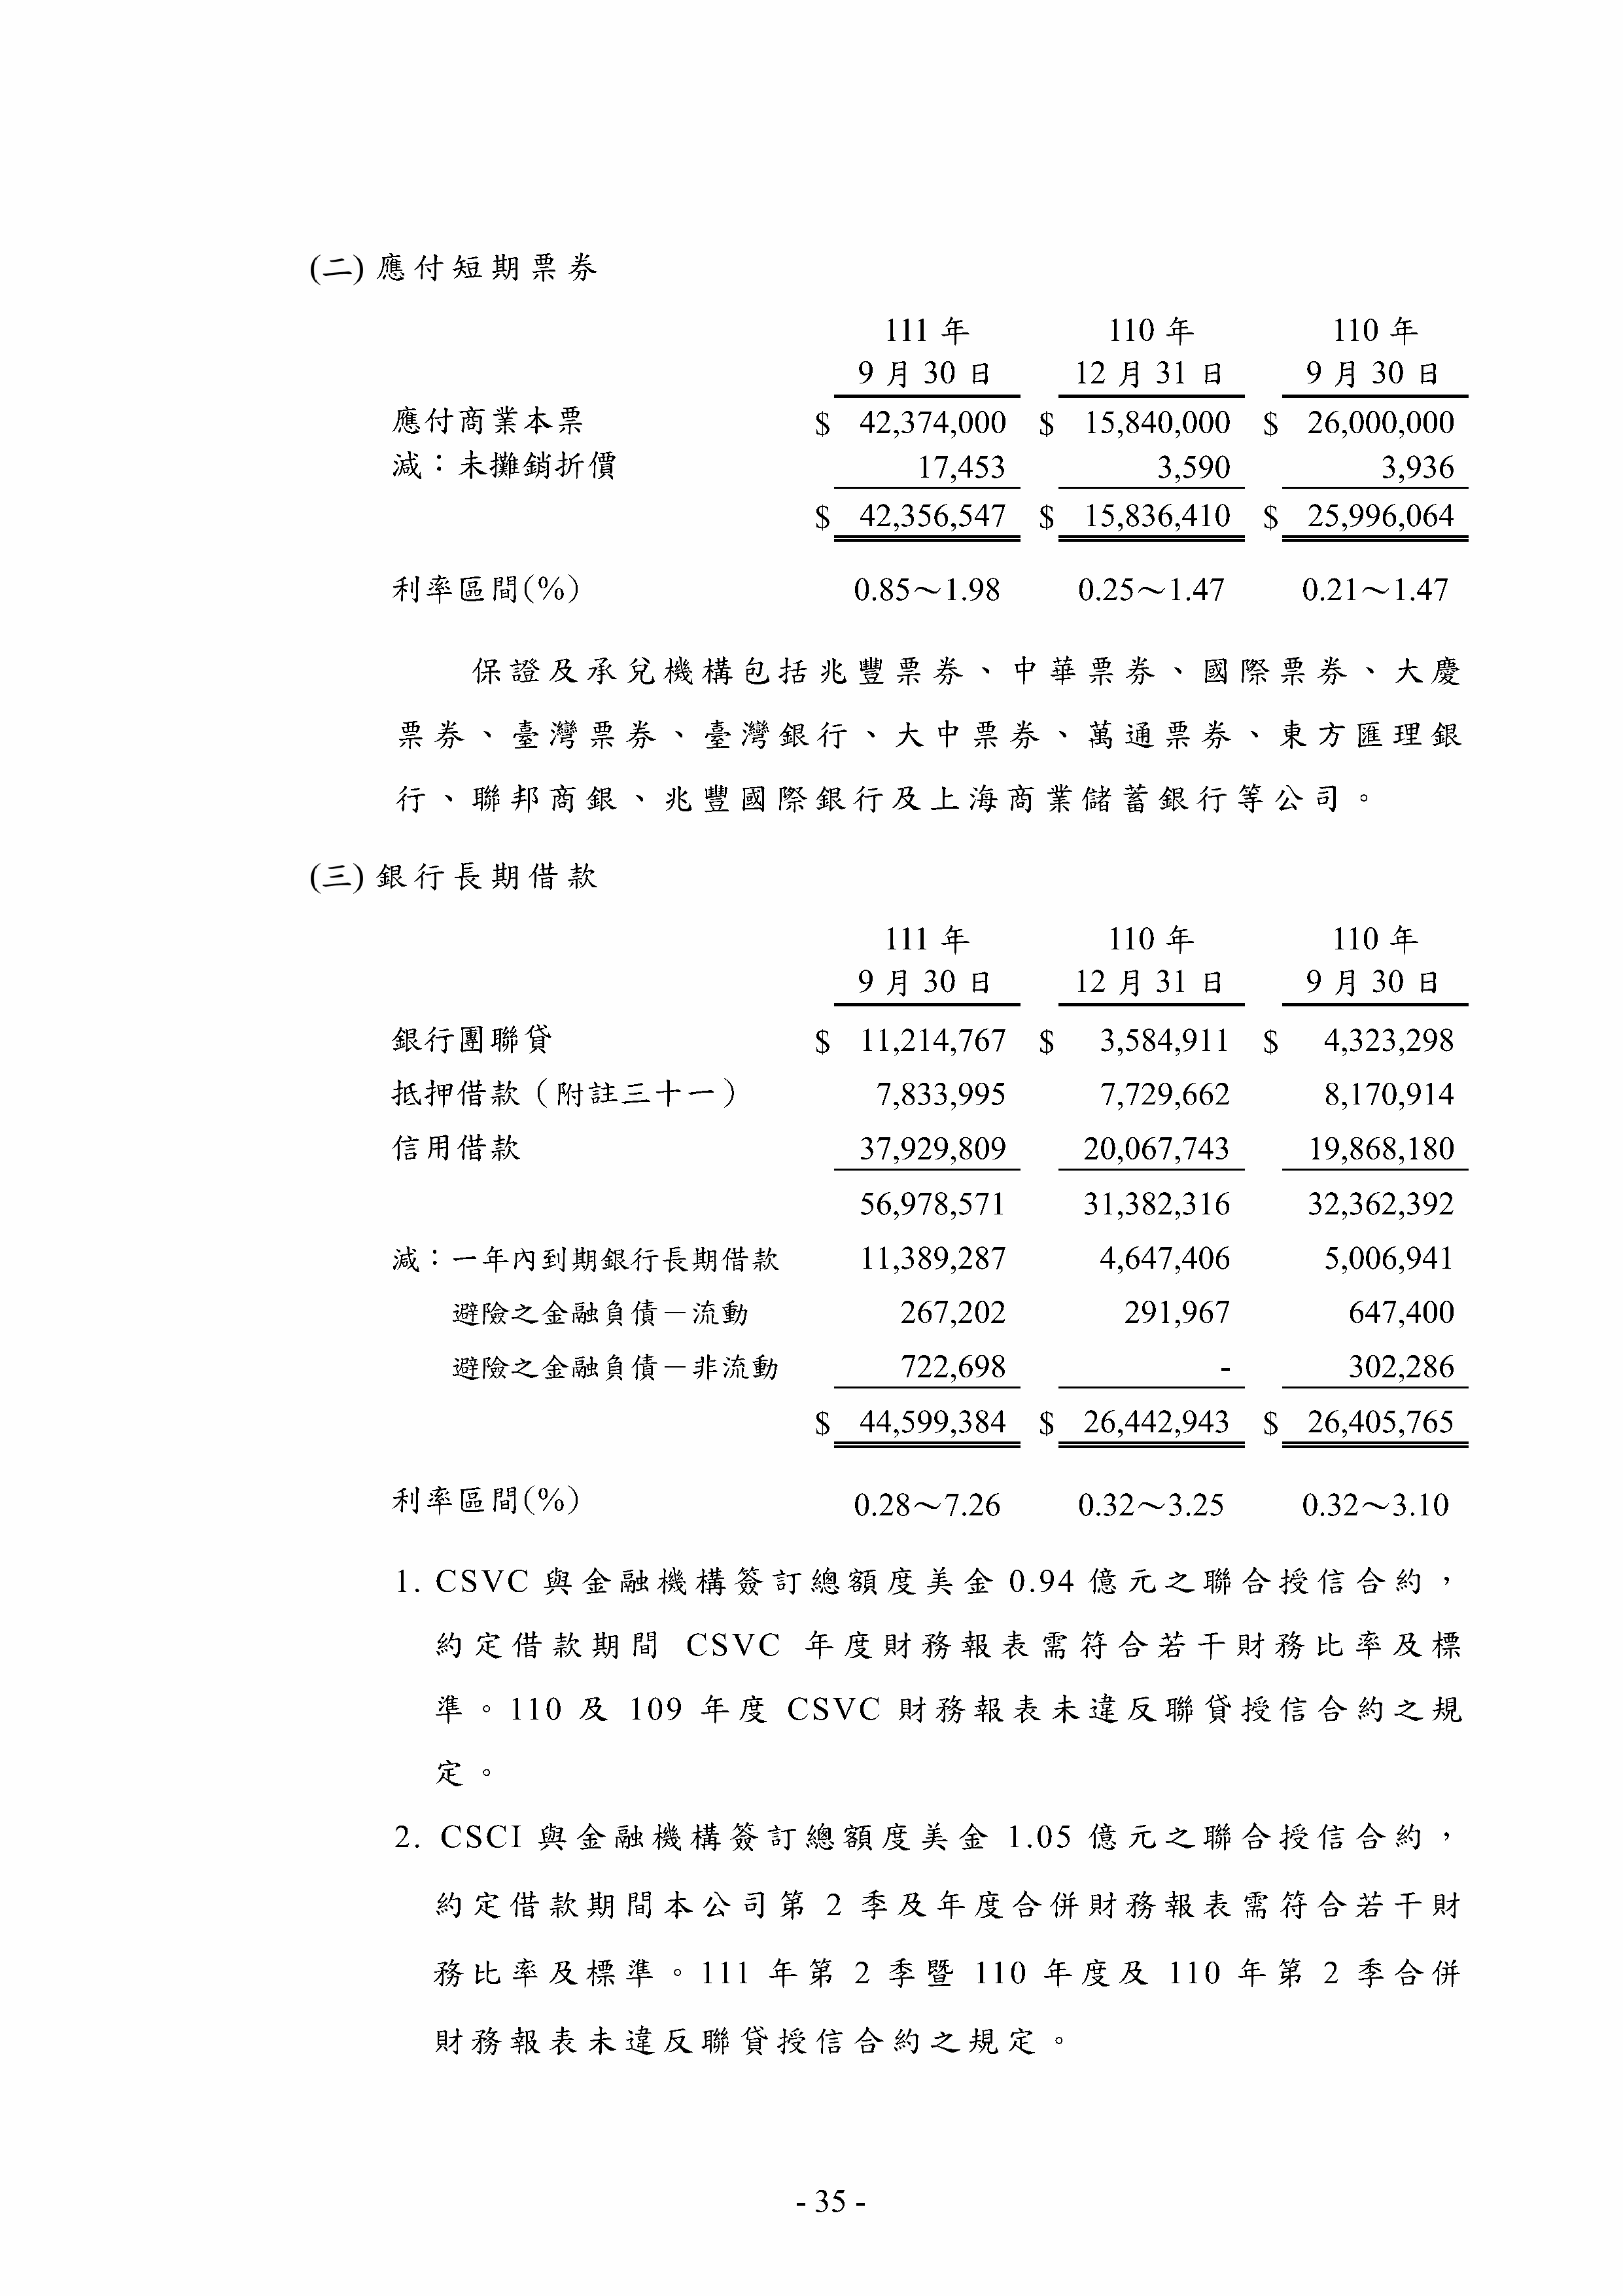 (二) 應付短期票券
111 年 110 年 110 年
9 月 30 日 12 月 31 日 9 月 30 日
應付商業本票 $ 42,374,000 $ 15,840,000 $ 26,000,000
減：未攤銷折價 17,453 3,590 3,936
$ 42,356,547 $ 15,836,410 $ 25,996,064
利率區間(%) 0.85～1.98 0.25～1.47 0.21～1.47
保證及承兌機構包括兆豐票券、中華票券、國際票券、大慶
票券、臺灣票券、臺灣銀行、大中票券、萬通票券、東方匯理銀
行、聯邦商銀、兆豐國際銀行及上海商業儲蓄銀行等公司。
(三) 銀行長期借款
111 年 110 年 110 年
9 月 30 日 12 月 31 日 9 月 30 日
銀行團聯貸 $ 11,214,767 $ 3,584,911 $ 4,323,298
抵押借款（附註三十一） 7,833,995 7,729,662 8,170,914
信用借款 37,929,809 20,067,743 19,868,180
56,978,571 31,382,316 32,362,392
減：一年內到期銀行長期借款 11,389,287 4,647,406 5,006,941
避險之金融負債－流動 267,202 291,967 647,400
避險之金融負債－非流動 722,698 - 302,286
$ 44,599,384 $ 26,442,943 $ 26,405,765
利率區間(%) 0.28～7.26 0.32～3.25 0.32～3.10
1. CSVC 與金融機構簽訂總額度美金 0.94 億元之聯合授信合約，
約定借款期間 CSVC 年度財務報表需符合若干財務比率及標
準。110 及 109 年度 CSVC 財務報表未違反聯貸授信合約之規
定。
2. CSCI 與金融機構簽訂總額度美金 1.05 億元之聯合授信合約，
約定借款期間本公司第 2 季及年度合併財務報表需符合若干財
務比率及標準。111 年第 2 季暨 110 年度及 110 年第 2 季合併
財務報表未違反聯貸授信合約之規定。
- 35 -